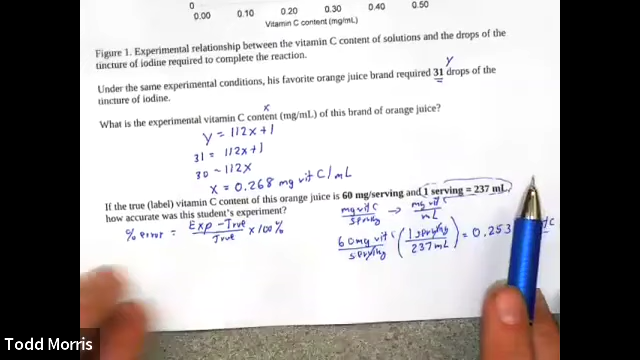 0
0.00 0.10 0.20 0.30 0.40 0.50
Vitamin C content (mg/mL)
Figure 1. Experimental relationship between the vitamin C content of solutions and the drops of the
tincture of iodine required to complete the reaction.
y
Under the same experimental conditions, his favorite orange juice brand required 31 drops of the
tincture of iodine.
x
What is the experimental vitamin C content (mg/mL) of this brand of orange juice?
y = 112x+1
31 = 112x+1
30 = 112x
x = 0.268 mg vit C/mL
If the true (label) vitamin C content of this orange juice is 60 mg/serving and 1 serving = 237 mL,
how accurate was this student's experiment?
mg vit C/serving → mg vit C/mL
% error = Exp - True/True x 100%
60 mg vit C/serving (1 serving/237 mL) = 0.253
Todd Morris